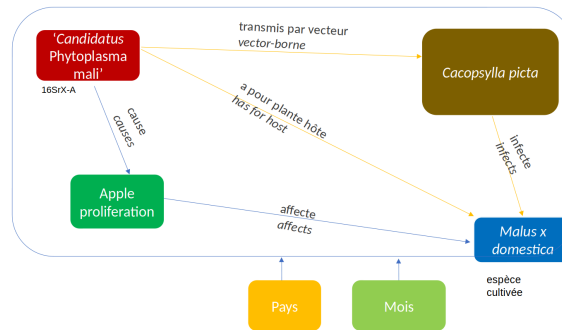 'Candidatus
Phytoplasma
mali'
16SrX-A
transmis par vecteur
vector-borne
Cacopsylla picta
a pour plante hôte
has for host
cause
causes
infecte
infects
Apple
proliferation
affecte
affects
Malus x
domestica
espèce
cultivée
Pays
Mois